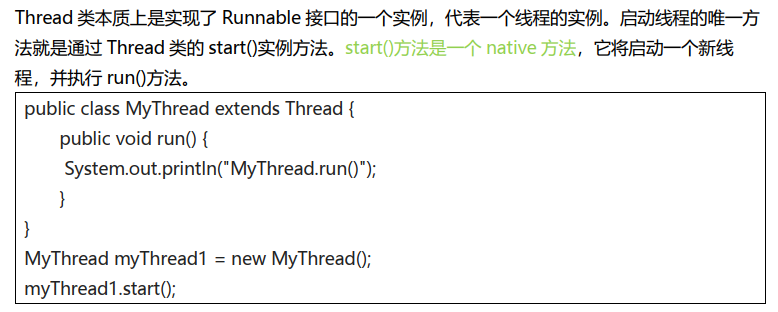 Thread 类本质上是实现了 Runnable 接口的一个实例，代表一个线程的实例。启动线程的唯一方
法就是通过 Thread 类的 start()实例方法。start()方法是一个 native 方法，它将启动一个新线
程，并执行 run()方法。
public class MyThread extends Thread {
public void run() {
System.out.println("MyThread.run()");
}
}
MyThread myThread1 = new MyThread();
myThread1.start();